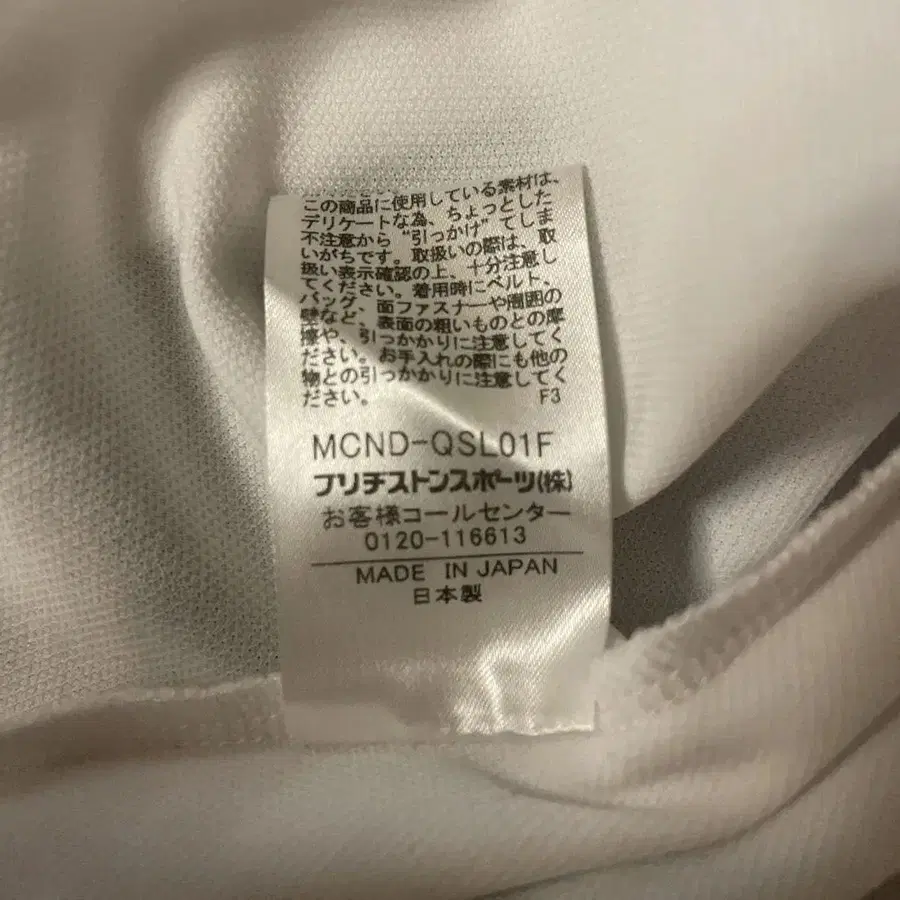 この商品に使用している素材は、
デリケートな為、ちょっとした
不注意から"引っかけ"てしま
いがちです。取扱いの際は、取
扱い表示確認の上、十分注意し
てください。着用時にベルト、
バッグ、面ファスナーや周囲の
壁など、表面の粗いものとの摩
擦や、引っかかりに注意してく
ださい。お手入れの際にも他の
物との引っかかりに注意してく
ださい。 F3
MCND-QSL01F
ブリヂストンスポーツ(株)
お客様コールセンター
0120-116613
MADE IN JAPAN
日本製